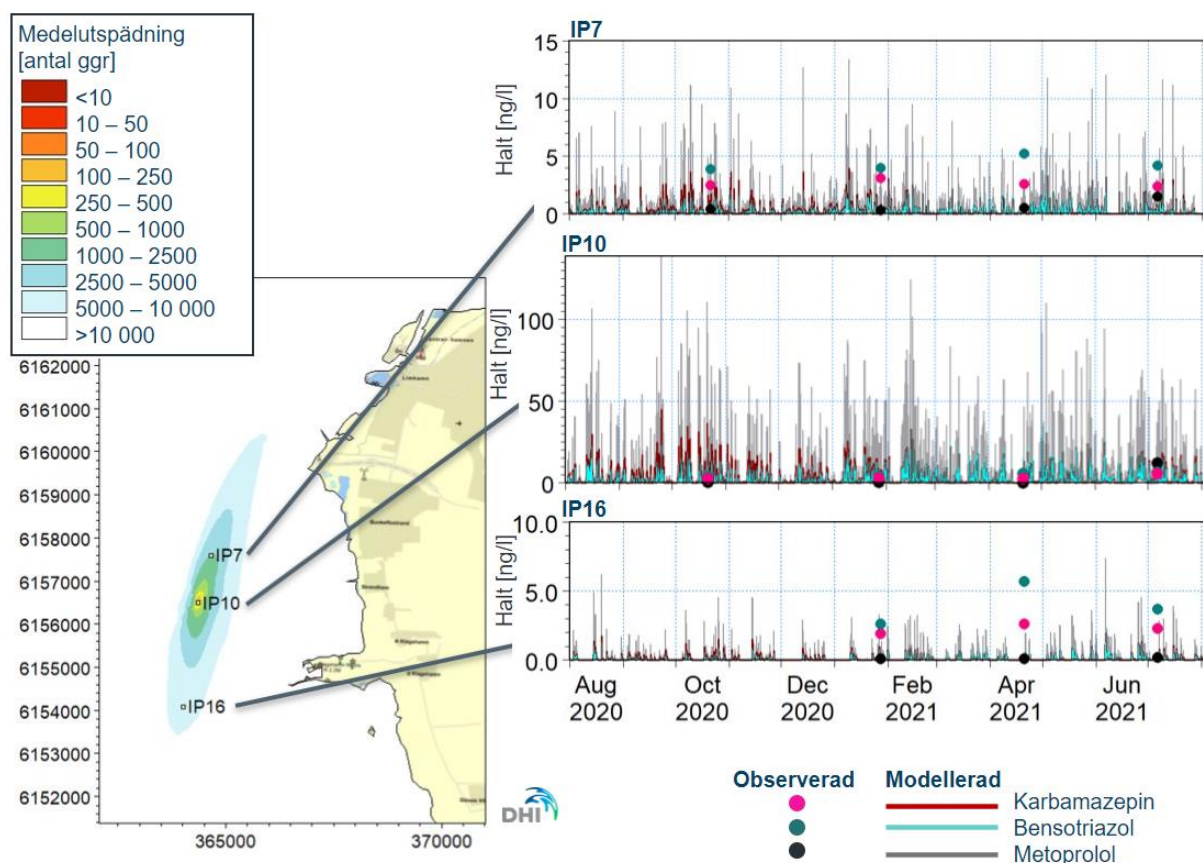 Medelutspädning
[antal ggr]
<10
10 – 50
50 – 100
100 – 250
250 – 500
500 – 1000
1000 – 2500
2500 – 5000
5000 – 10 000
>10 000
6162000
6161000
6160000
6159000
6158000
6157000
6156000
6155000
6154000
6153000
6152000
365000
370000
Limhamn
IP7
IP10
IP16
DHI
IP7
Halt [ng/l]
15
10
5
0
IP10
Halt [ng/l]
100
50
0
IP16
Halt [ng/l]
10.0
5.0
0.0
Aug Oct Dec Feb Apr Jun
2020 2020 2020 2021 2021 2021
Observerad Modellerad
Karbamazepin
Bensotriazol
Metoprolol